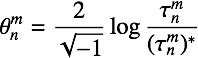 θ_n^m = \frac{2}{\sqrt{-1}} \log \frac{τ_n^m}{(τ_n^m)^*}